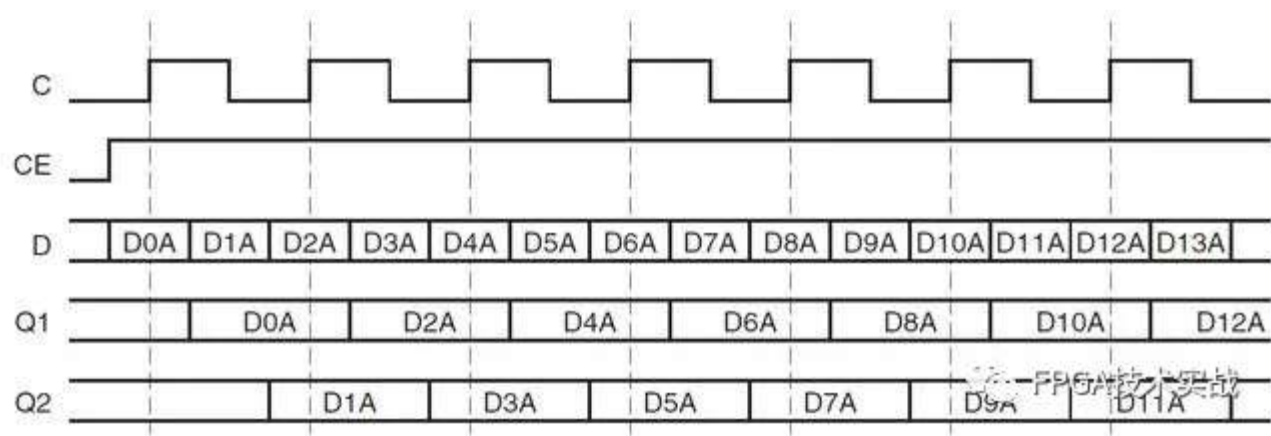 C
CE
D D0A D1A D2A D3A D4A D5A D6A D7A D8A D9A D10A D11A D12A D13A
Q1 D0A D2A D4A D6A D8A D10A D12A
FPGA技术实战
Q2 D1A D3A D5A D7A D9A D11A